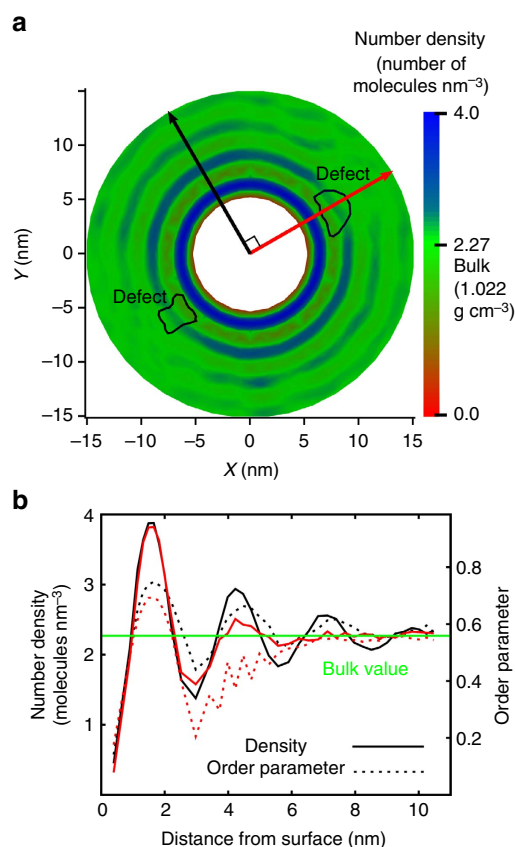 a
Number density
(number of
molecules nm⁻³)
4.0
2.27
Bulk
(1.022
g cm⁻³)
0.0
Defect
Defect
Y (nm)
10
5
0
−5
−10
−15
−15 −10 −5 0 5 10 15
X (nm)
b
Number density
(molecules nm⁻³)
4
3
2
1
Order parameter
0.8
0.6
0.4
0.2
Bulk value
Density
Order parameter
0 2 4 6 8 10
Distance from surface (nm)